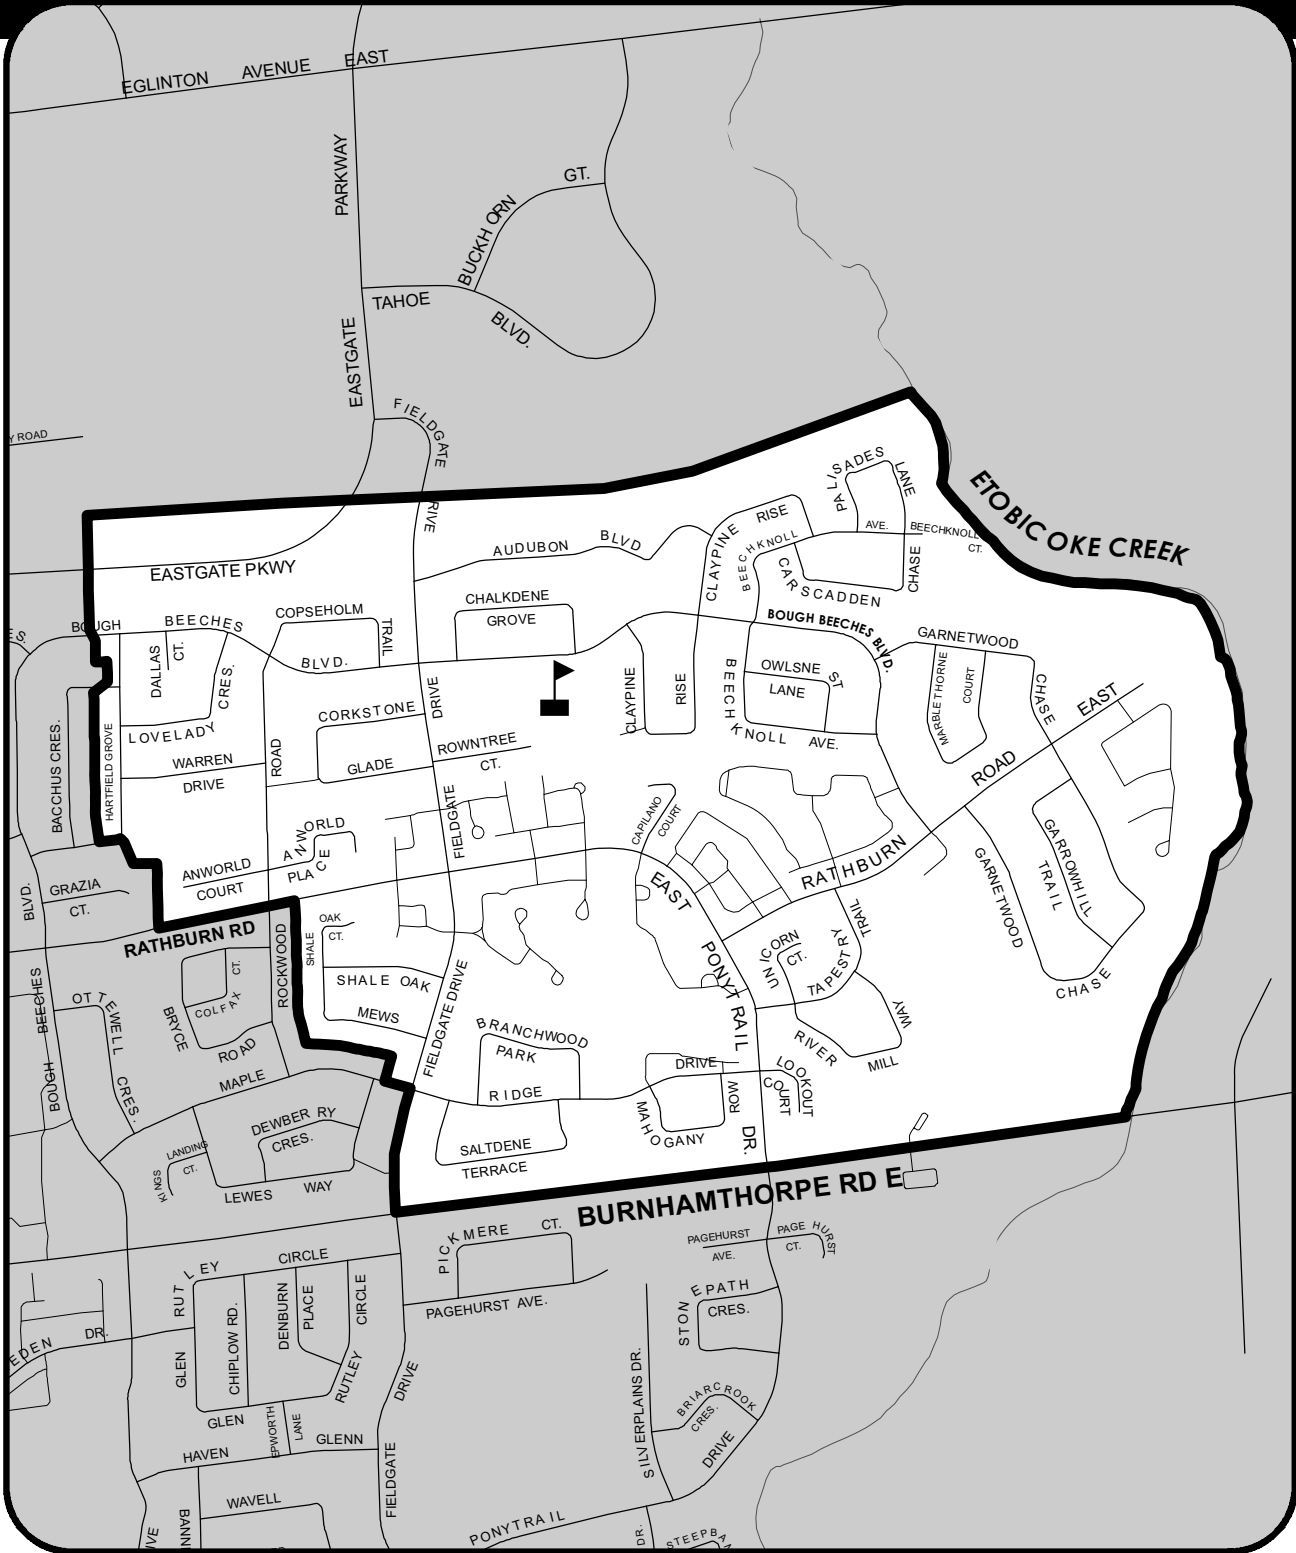 EGLINTON AVENUE EAST
PARKWAY
EASTGATE
BUCKHORN GT.
TAHOE BLVD.
Y ROAD
FIELDGATE
RIVE
EASTGATE PKWY
AUDUBON BLVD
CLAYPINE RISE
BEECHKNOLL
AVE.
PALISADES LANE
BEECHKNOLL
CT.
CHASE
CARSCADDEN
ETOBICOKE CREEK
ES.
BOUGH BEECHES
BLVD.
COPSEHOLM
TRAIL
CHALKDENE
GROVE
BOUGH BEECHES BLVD.
GARNETWOOD
CHASE
MARBLETHORNE
COURT
DALLAS
CT.
CRES.
LOVELADY
HARTFIELD GROVE
BACCHUS CRES.
WARREN
DRIVE
ROAD
CORKSTONE
GLADE
DRIVE
ROWNTREE
CT.
CLAYPINE
RISE
BEECHKNOLL AVE.
OWLSNEST
LANE
EAST
ROAD
RATHBURN
FIELDGATE
CAPILANO
COURT
ANWORLD
PLACE
ANWORLD
COURT
EAST
GARROWHILL
TRAIL
GARNETWOOD
CHASE
BLVD.
GRAZIA
CT.
RATHBURN RD
ROCKWOOD
SHALE
OAK
CT.
SHALE OAK
MEWS
FIELDGATE DRIVE
PONYTRAIL
DR.
UNICORN
CT.
TAPESTRY
TRAIL
RIVER
MILL
WAY
BEECHES
BOUGH
OTTEWELL
CRES.
BRYCE
ROAD
COLFAX
CT.
MAPLE
BRANCHWOOD
PARK
RIDGE
DRIVE
ROW
MAHOGANY
LOOKOUT
COURT
DEWBERRY
CRES.
LANDING
CT.
KINGS
LEWES WAY
SALTDENE
TERRACE
BURNHAMTHORPE RD E
PICKMERE CT.
PAGEHURST AVE.
PAGEHURST
AVE.
PAGEHURST
CT.
RUTLEY CIRCLE
GLEN
CHIPLOW RD.
DENBURN
PLACE
CIRCLE
RUTLEY
GLEN
DRIVE
STONEPATH
CRES.
EDEN DR.
EPWORTH
LANE
HAVEN
GLENN
FIELDGATE
SILVERPLAINS DR.
BRIARCROOK
CRES.
DRIVE
WAVELL
BANN
IVE
PONYTRAIL
DR.
STEEPBAN